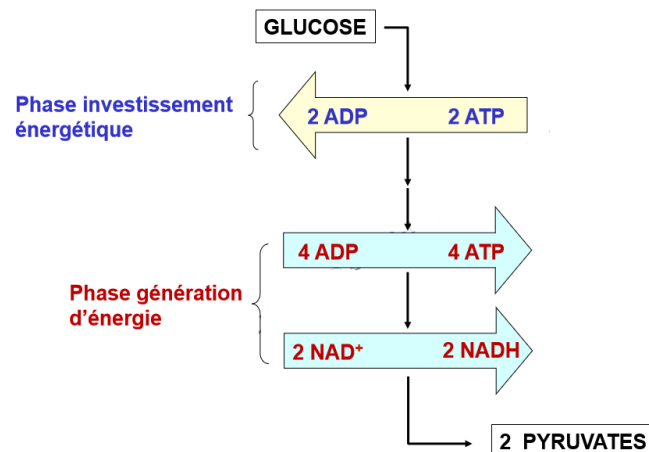 GLUCOSE
Phase investissement
énergétique
2 ADP 2 ATP
4 ADP 4 ATP
Phase génération
d'énergie
2 NAD⁺ 2 NADH
2 PYRUVATES